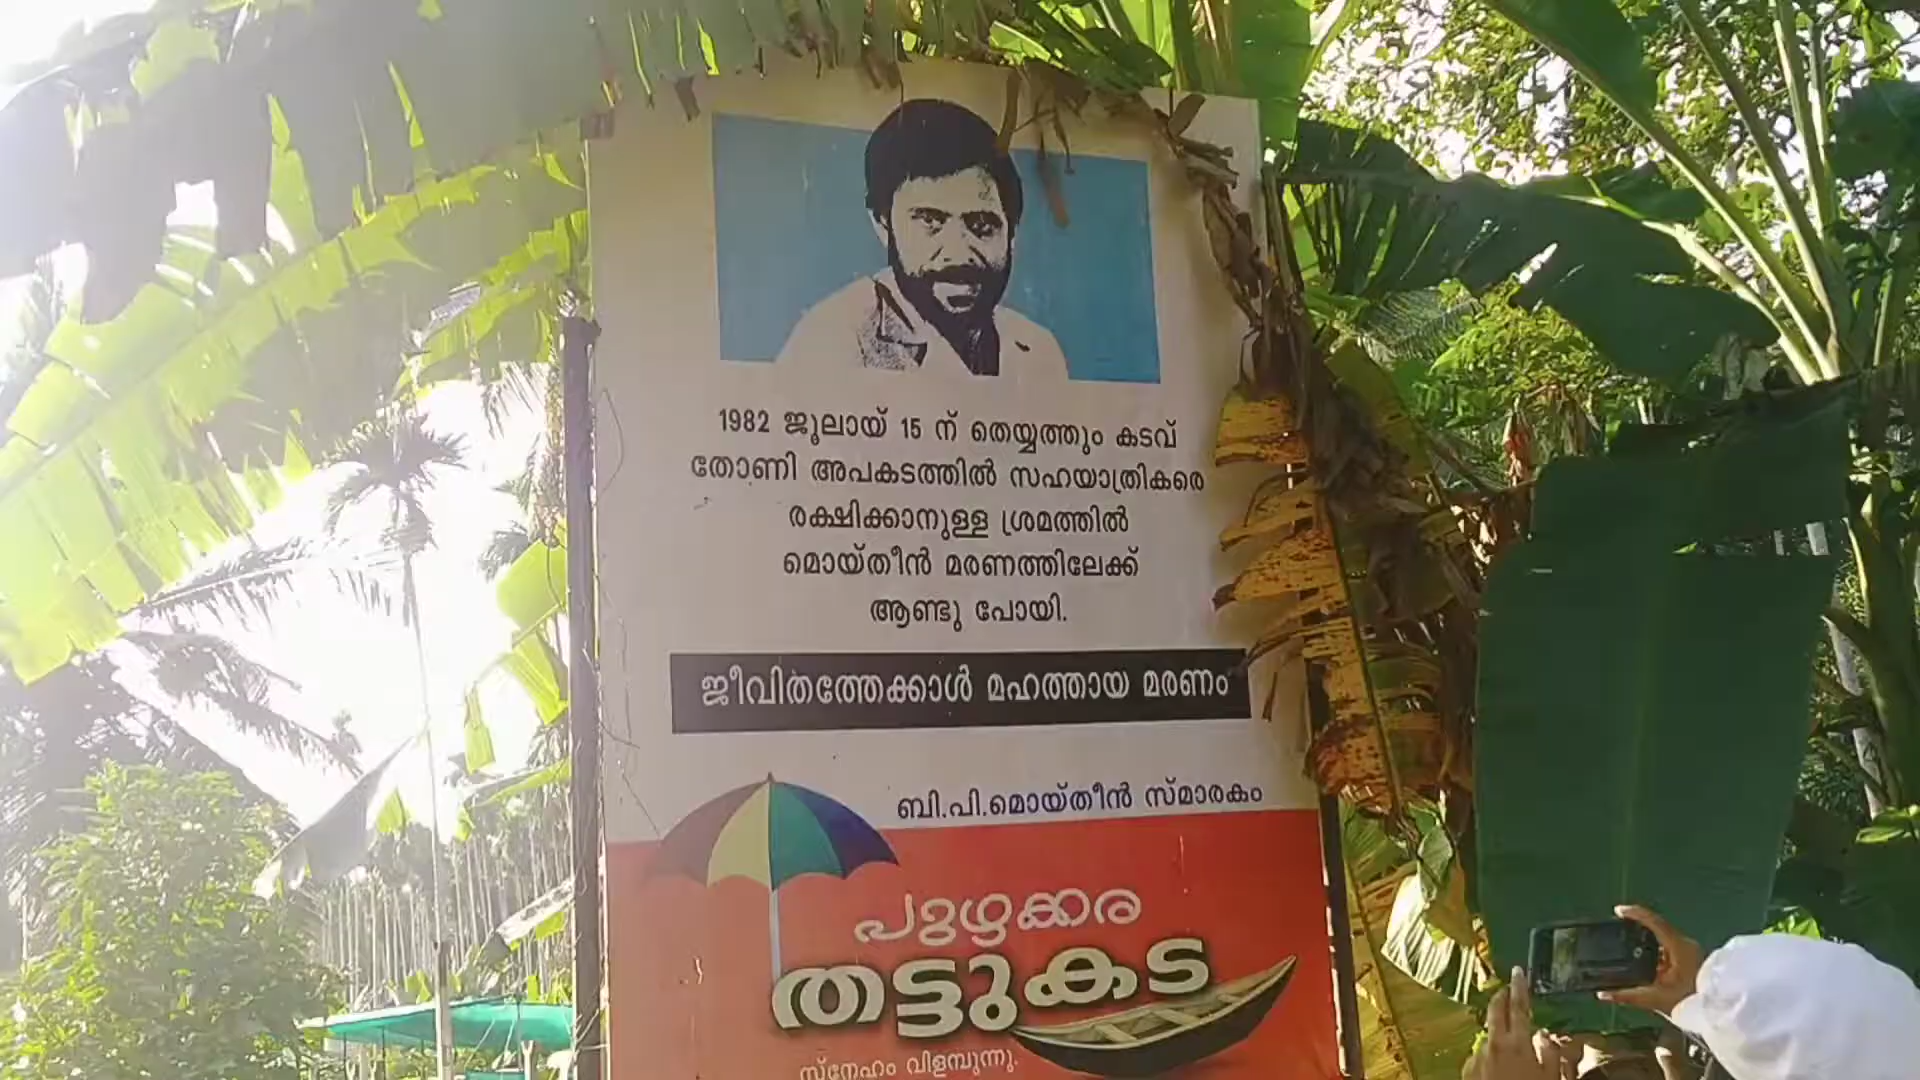 1982 ജൂലായ് 15 ന് തെയ്യത്തും കടവ്
തോണി അപകടത്തിൽ സഹയാത്രികരെ
രക്ഷിക്കാനുള്ള ശ്രമത്തിൽ
മൊയ്തീൻ മരണത്തിലേക്ക്
ആണ്ടു പോയി.
ജീവിതത്തേക്കാൾ മഹത്തായ മരണം
ബി.പി.മൊയ്തീൻ സ്മാരകം
പുഴക്കര
തട്ടുകട
സ്നേഹം വിളമ്പുന്നു.